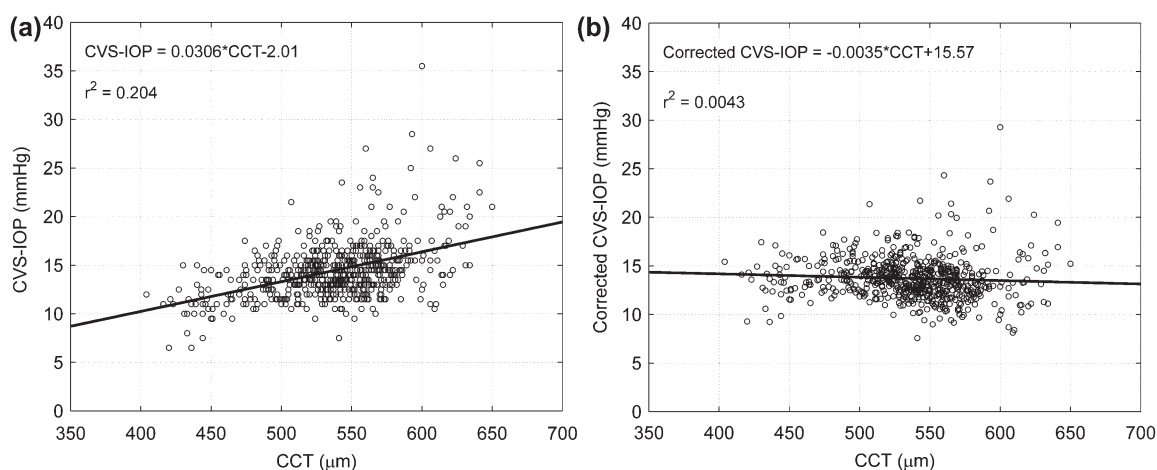 (a)
CVS-IOP = 0.0306*CCT-2.01
r² = 0.204
CVS-IOP (mmHg)
40
35
30
25
20
15
10
5
0
350 400 450 500 550 600 650 700
CCT (μm)
(b)
Corrected CVS-IOP = -0.0035*CCT+15.57
r² = 0.0043
Corrected CVS-IOP (mmHg)
40
35
30
25
20
15
10
5
0
350 400 450 500 550 600 650 700
CCT (μm)